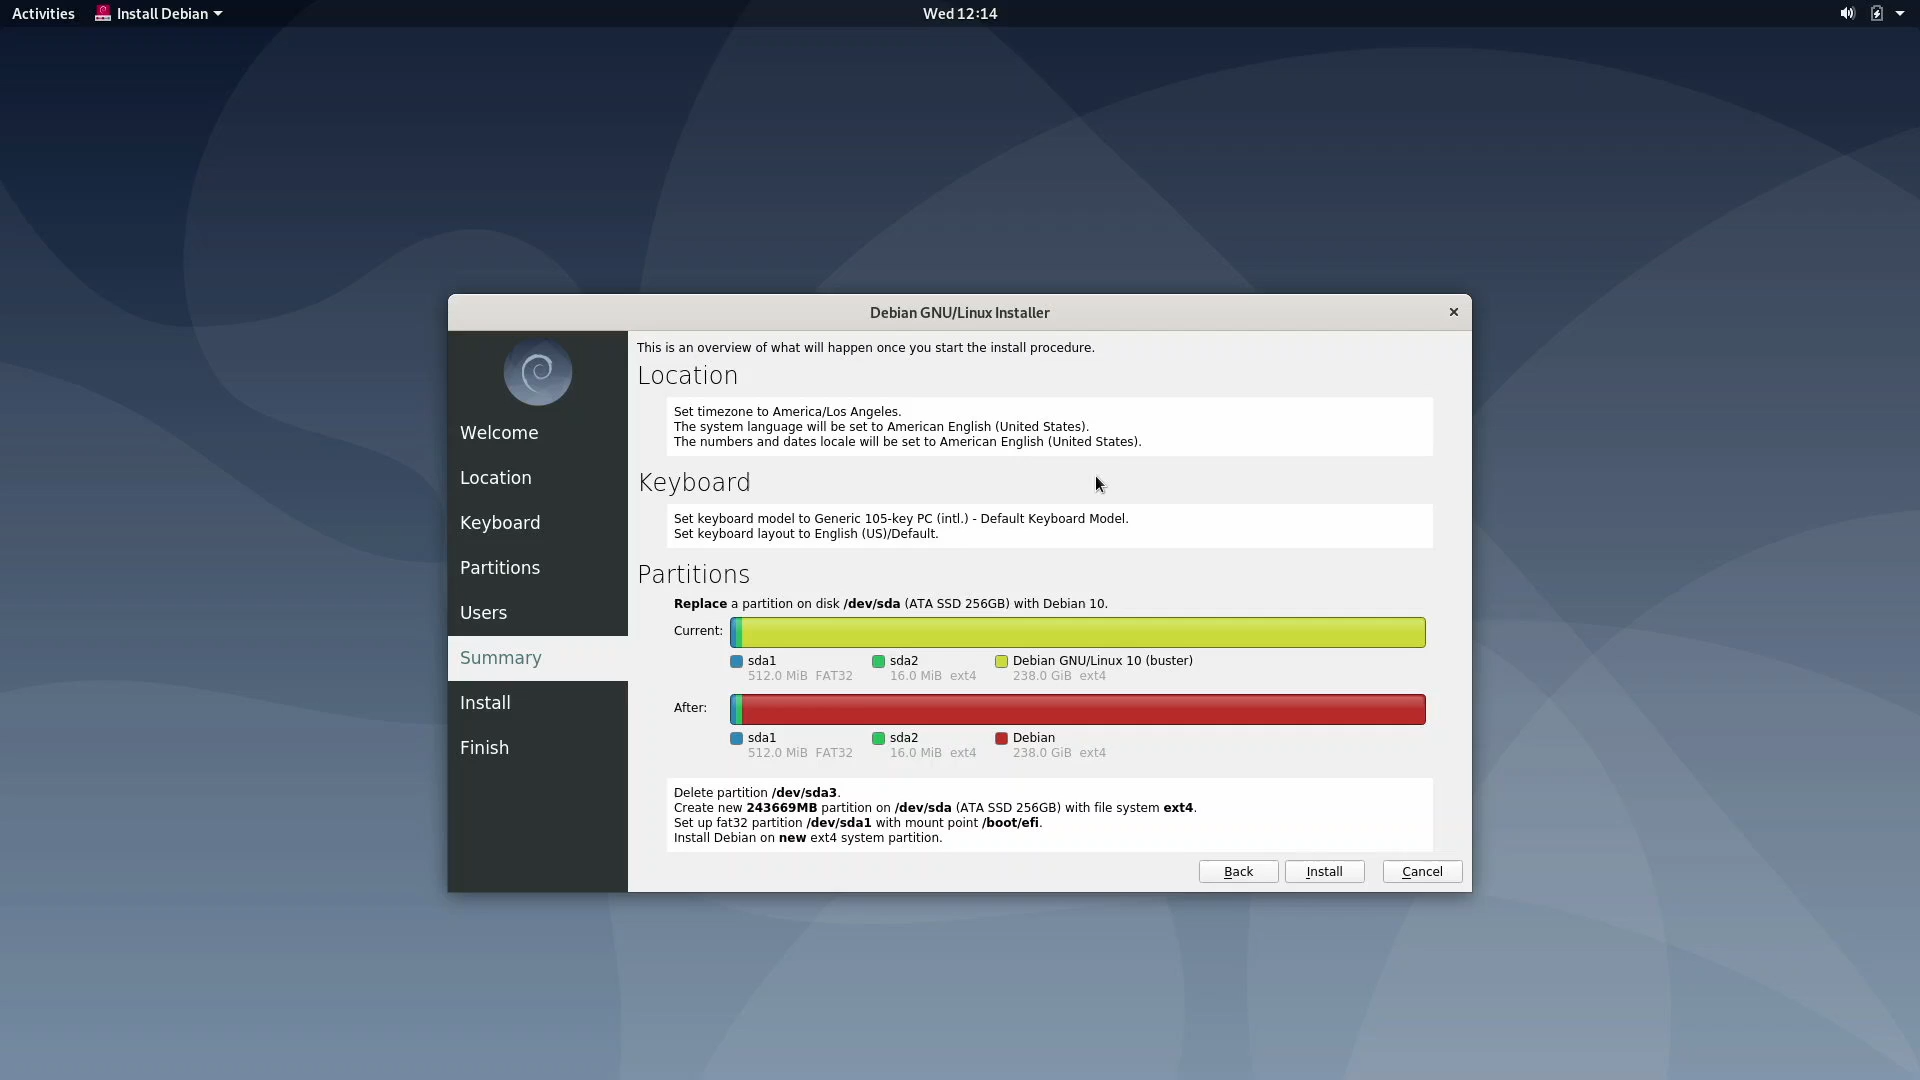 Activities Install Debian Wed 12:14
Debian GNU/Linux Installer
Welcome
Location
Keyboard
Partitions
Users
Summary
Install
Finish
This is an overview of what will happen once you start the install procedure.
Location
Set timezone to America/Los Angeles.
The system language will be set to American English (United States).
The numbers and dates locale will be set to American English (United States).
Keyboard
Set keyboard model to Generic 105-key PC (intl.) - Default Keyboard Model.
Set keyboard layout to English (US)/Default.
Partitions
Replace a partition on disk /dev/sda (ATA SSD 256GB) with Debian 10.
Current:
sda1 sda2 Debian GNU/Linux 10 (buster)
512.0 MiB FAT32 16.0 MiB ext4 238.0 GiB ext4
After:
sda1 sda2 Debian
512.0 MiB FAT32 16.0 MiB ext4 238.0 GiB ext4
Delete partition /dev/sda3.
Create new 243669MB partition on /dev/sda (ATA SSD 256GB) with file system ext4.
Set up fat32 partition /dev/sda1 with mount point /boot/efi.
Install Debian on new ext4 system partition.
Back Install Cancel